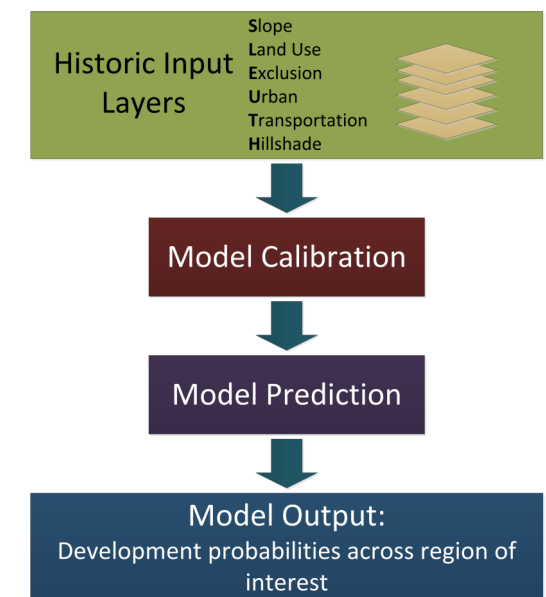 Historic Input
Layers
Slope
Land Use
Exclusion
Urban
Transportation
Hillshade
Model Calibration
Model Prediction
Model Output:
Development probabilities across region of
interest